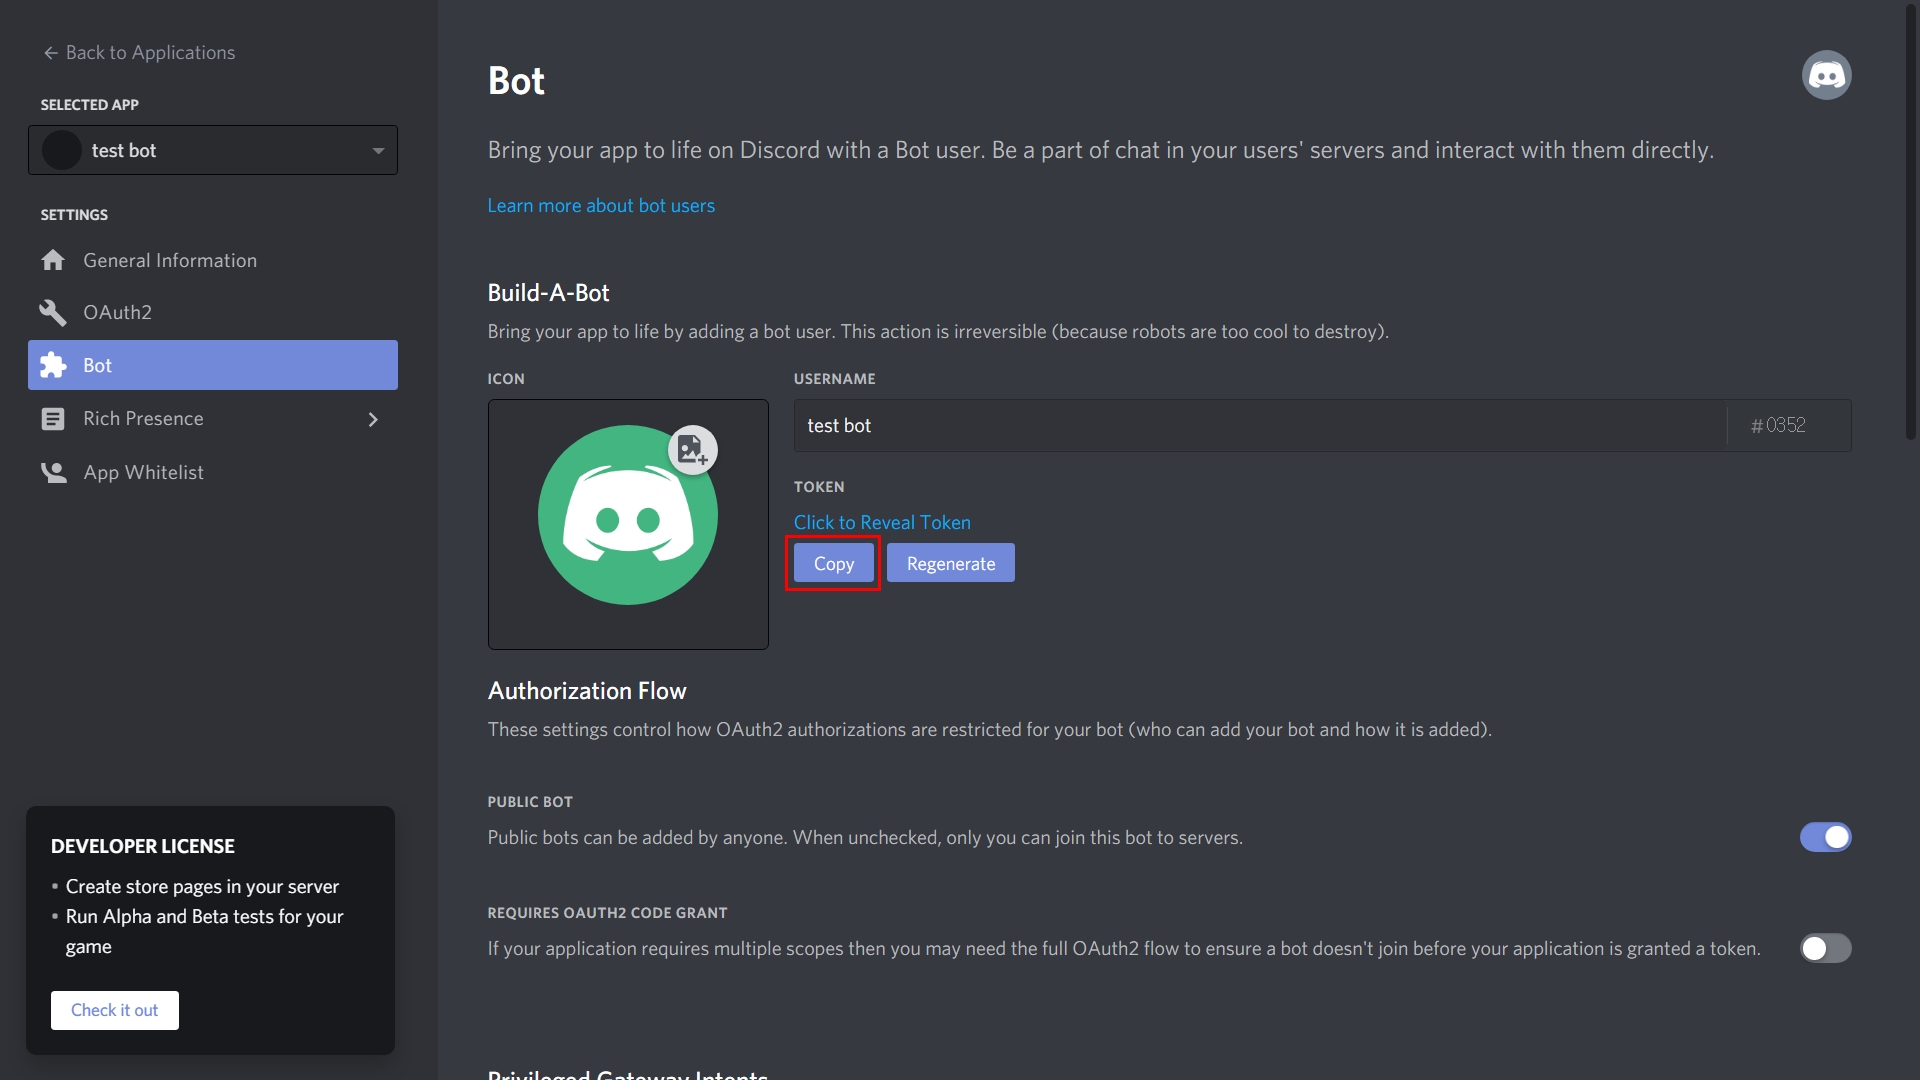 Back to Applications
SELECTED APP
test bot
SETTINGS
General Information
OAuth2
Bot
Rich Presence
App Whitelist
DEVELOPER LICENSE
• Create store pages in your server
• Run Alpha and Beta tests for your
game
Check it out
Bot
Bring your app to life on Discord with a Bot user. Be a part of chat in your users' servers and interact with them directly.
Learn more about bot users
Build-A-Bot
Bring your app to life by adding a bot user. This action is irreversible (because robots are too cool to destroy).
ICON
USERNAME
test bot
#0352
TOKEN
Click to Reveal Token
Copy
Regenerate
Authorization Flow
These settings control how OAuth2 authorizations are restricted for your bot (who can add your bot and how it is added).
PUBLIC BOT
Public bots can be added by anyone. When unchecked, only you can join this bot to servers.
REQUIRES OAUTH2 CODE GRANT
If your application requires multiple scopes then you may need the full OAuth2 flow to ensure a bot doesn't join before your application is granted a token.
Privileged Gateway Intents